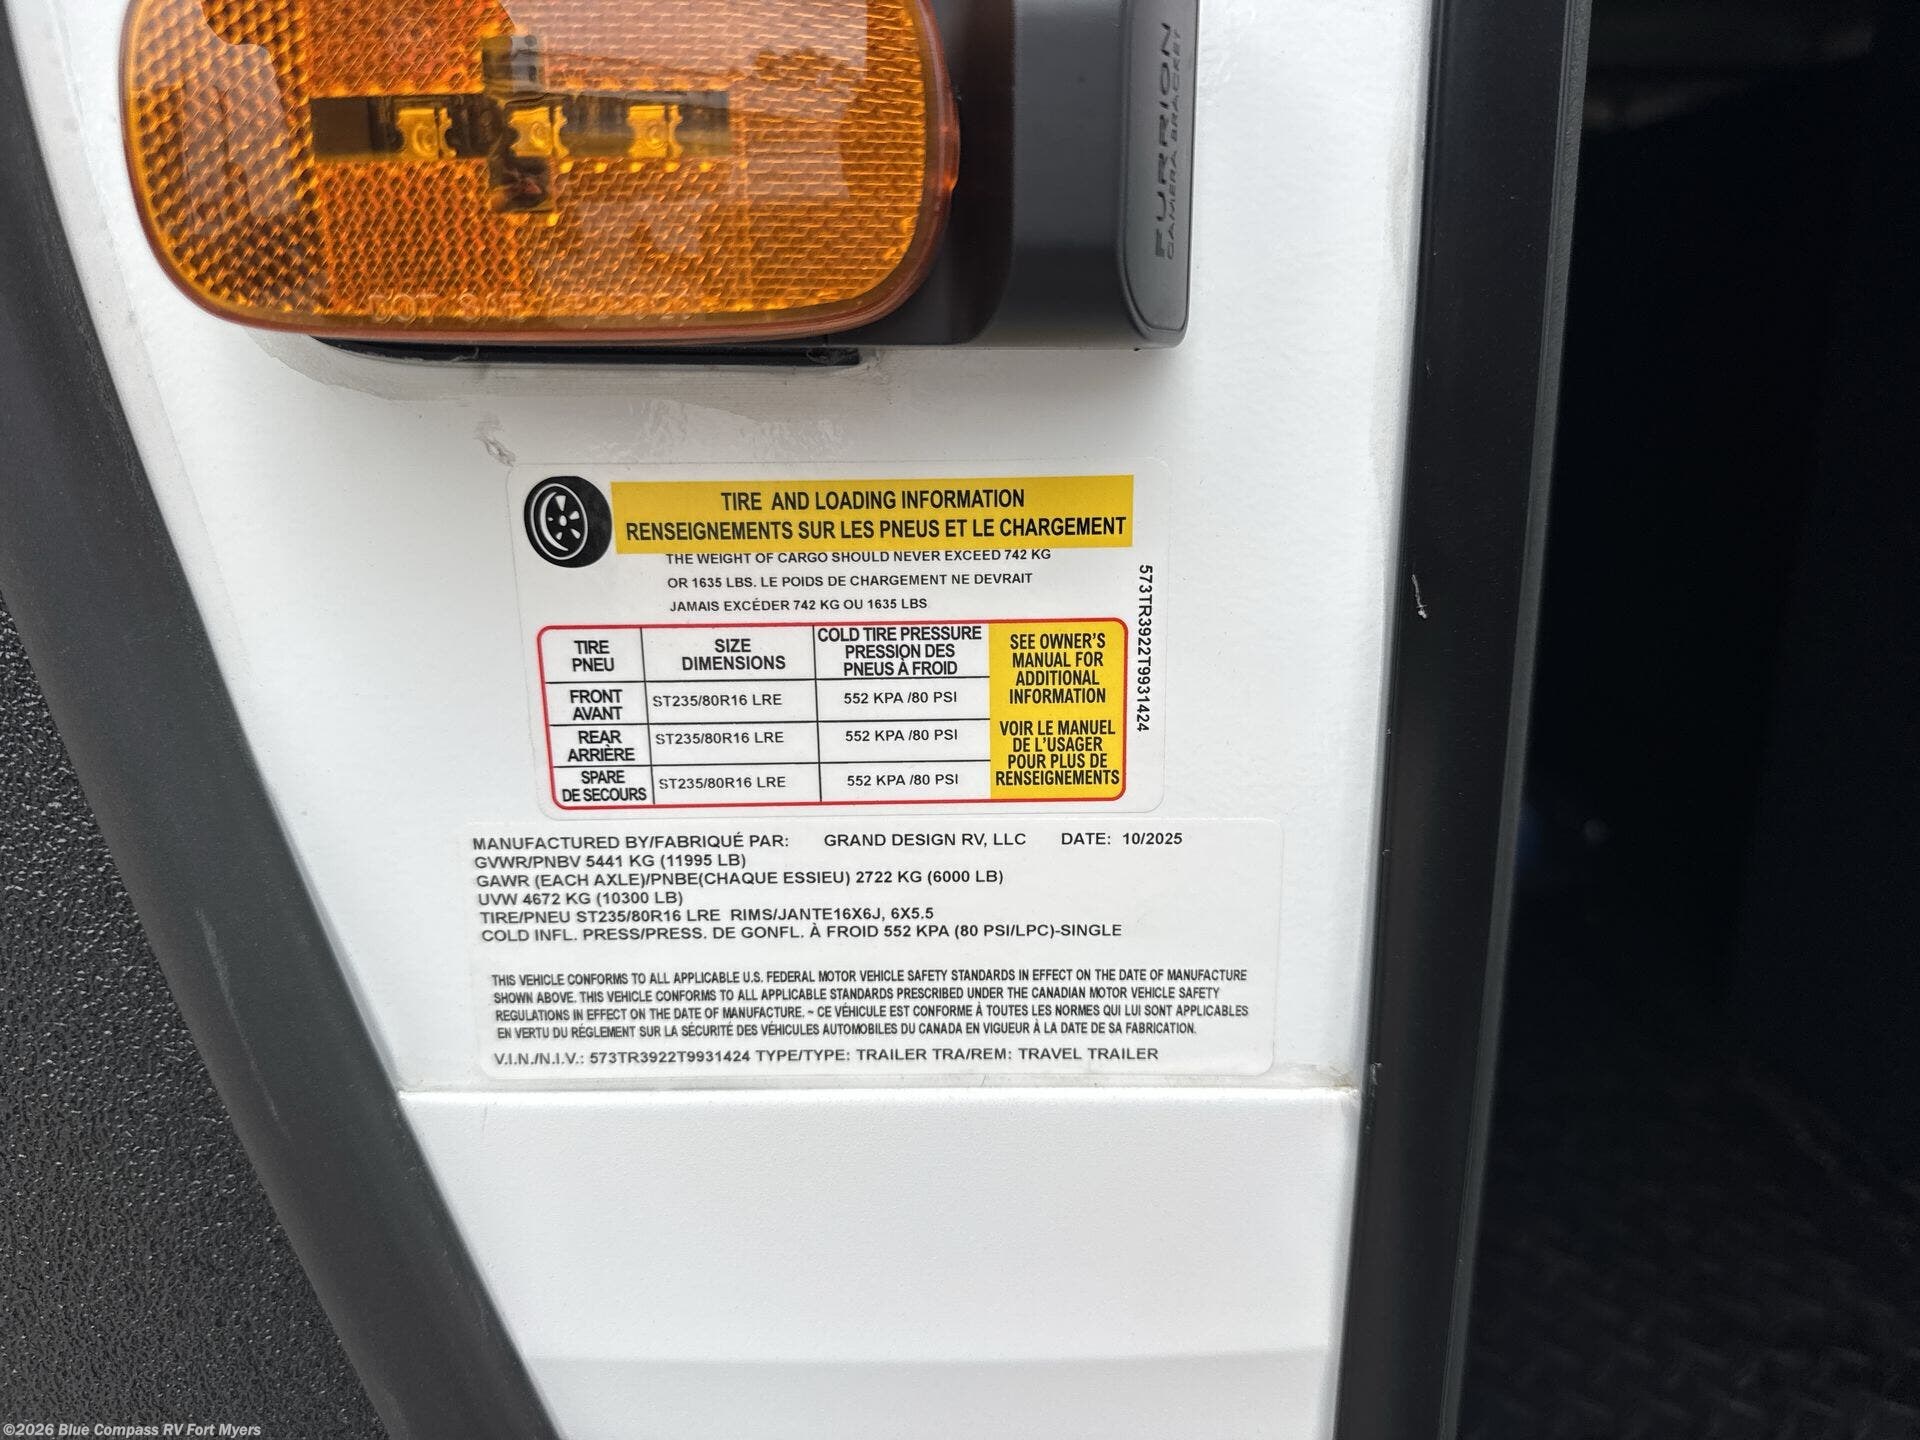 FURRION
CAMERA BRACKET
DOT SAE
TIRE AND LOADING INFORMATION
RENSEIGNEMENTS SUR LES PNEUS ET LE CHARGEMENT
THE WEIGHT OF CARGO SHOULD NEVER EXCEED 742 KG
OR 1635 LBS. LE POIDS DE CHARGEMENT NE DEVRAIT
JAMAIS EXCÉDER 742 KG OU 1635 LBS
TIRE
PNEU
SIZE
DIMENSIONS
COLD TIRE PRESSURE
PRESSION DES
PNEUS À FROID
FRONT
AVANT
ST235/80R16 LRE
552 KPA /80 PSI
REAR
ARRIÈRE
ST235/80R16 LRE
552 KPA /80 PSI
SPARE
DE SECOURS
ST235/80R16 LRE
552 KPA /80 PSI
SEE OWNER'S
MANUAL FOR
ADDITIONAL
INFORMATION
VOIR LE MANUEL
DE L'USAGER
POUR PLUS DE
RENSEIGNEMENTS
573TR3922T9931424
MANUFACTURED BY/FABRIQUÉ PAR: GRAND DESIGN RV, LLC DATE: 10/2025
GVWR/PNBV 5441 KG (11995 LB)
GAWR (EACH AXLE)/PNBE(CHAQUE ESSIEU) 2722 KG (6000 LB)
UVW 4672 KG (10300 LB)
TIRE/PNEU ST235/80R16 LRE RIMS/JANTE16X6J, 6X5.5
COLD INFL. PRESS/PRESS. DE GONFL. À FROID 552 KPA (80 PSI/LPC)-SINGLE
THIS VEHICLE CONFORMS TO ALL APPLICABLE U.S. FEDERAL MOTOR VEHICLE SAFETY STANDARDS IN EFFECT ON THE DATE OF MANUFACTURE
SHOWN ABOVE. THIS VEHICLE CONFORMS TO ALL APPLICABLE STANDARDS PRESCRIBED UNDER THE CANADIAN MOTOR VEHICLE SAFETY
REGULATIONS IN EFFECT ON THE DATE OF MANUFACTURE. ~ CE VÉHICULE EST CONFORME À TOUTES LES NORMES QUI LUI SONT APPLICABLES
EN VERTU DU RÉGLEMENT SUR LA SÉCURITÉ DES VÉHICULES AUTOMOBILES DU CANADA EN VIGUEUR À LA DATE DE SA FABRICATION.
V.I.N./N.I.V.: 573TR3922T9931424 TYPE/TYPE: TRAILER TRA/REM: TRAVEL TRAILER
©2026 Blue Compass RV Fort Myers